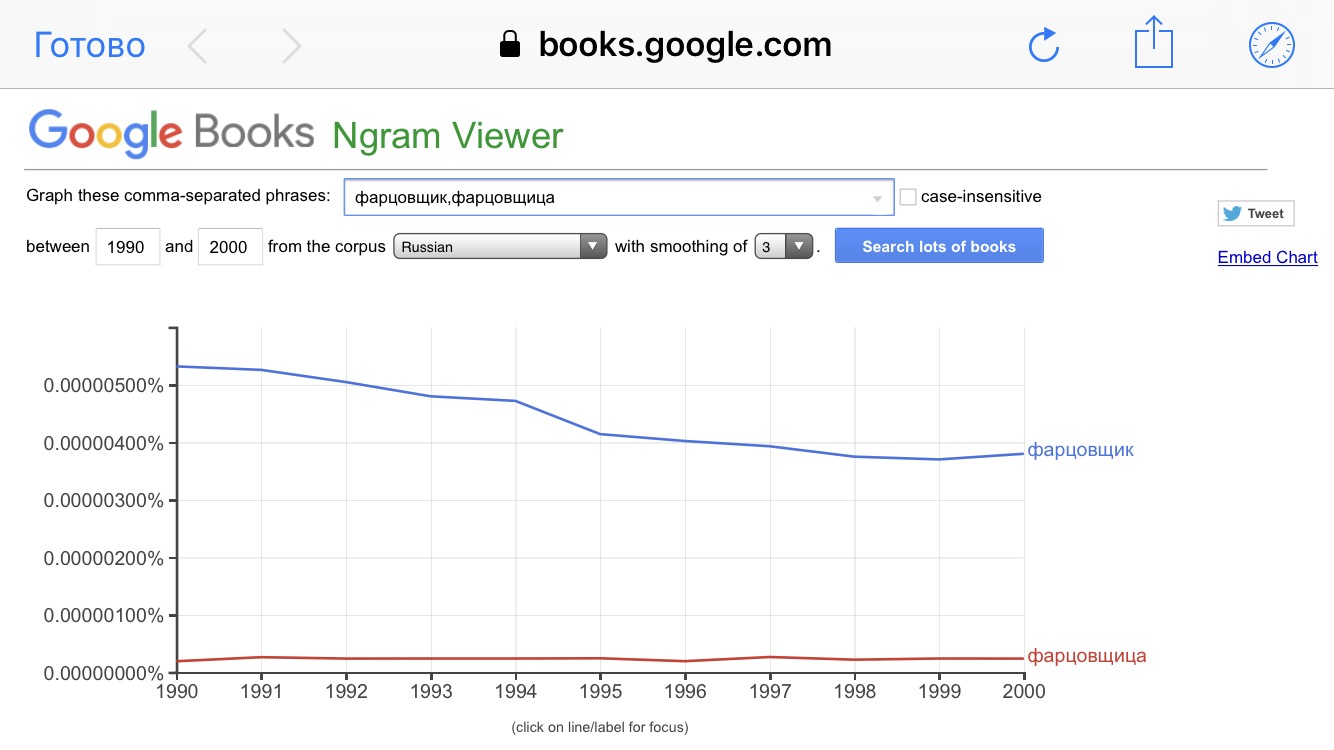 Готово books.google.com
Google Books Ngram Viewer
Graph these comma-separated phrases: фарцовщик,фарцовщица case-insensitive
Tweet
between 1990 and 2000 from the corpus Russian with smoothing of 3 . Search lots of books
Embed Chart
0.00000500%
0.00000400%
фарцовщик
0.00000300%
0.00000200%
0.00000100%
фарцовщица
0.00000000%
1990 1991 1992 1993 1994 1995 1996 1997 1998 1999 2000
(click on line/label for focus)